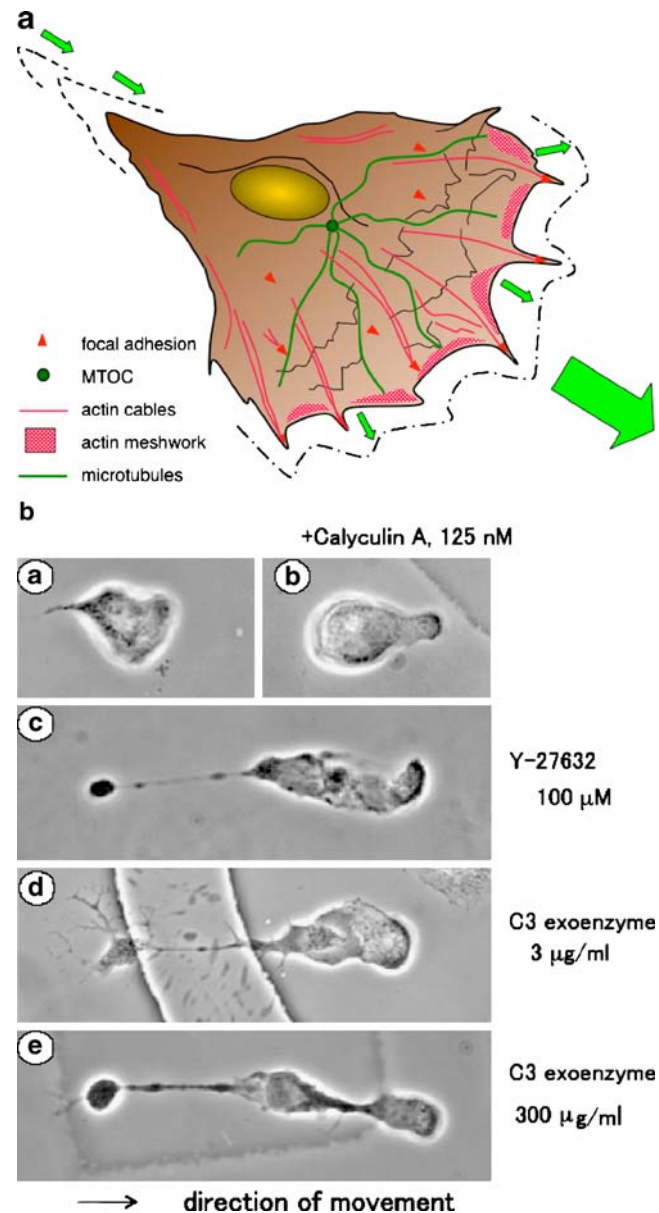 a
focal adhesion
MTOC
actin cables
actin meshwork
microtubules
b
+Calyculin A, 125 nM
a
b
c
Y-27632
100 μM
d
C3 exoenzyme
3 μg/ml
e
C3 exoenzyme
300 μg/ml
→ direction of movement